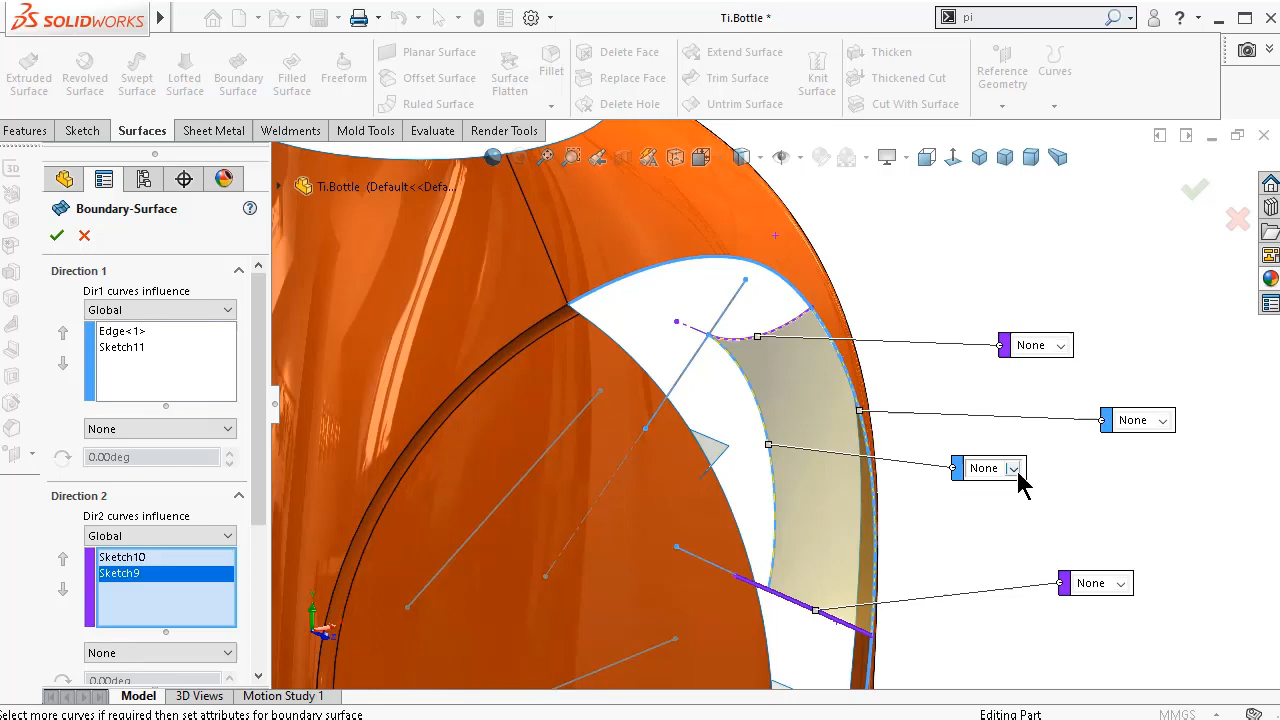 SOLIDWORKS
Ti.Bottle *
pi
Extruded Surface
Revolved Surface
Swept Surface
Lofted Surface
Boundary Surface
Filled Surface
Freeform
Planar Surface
Offset Surface
Ruled Surface
Surface Flatten
Fillet
Delete Face
Replace Face
Delete Hole
Extend Surface
Trim Surface
Untrim Surface
Knit Surface
Thicken
Thickened Cut
Cut With Surface
Reference Geometry
Curves
Features
Sketch
Surfaces
Sheet Metal
Weldments
Mold Tools
Evaluate
Render Tools
Ti.Bottle (Default<<Defa...
Boundary-Surface
Direction 1
Dir1 curves influence
Global
Edge<1>
Sketch11
None
0.00deg
Direction 2
Dir2 curves influence
Global
Sketch10
Sketch9
None
0.00deg
None
None
None
None
Model
3D Views
Motion Study 1
Select more curves if required then set attributes for boundary surface
Editing Part
MMGS